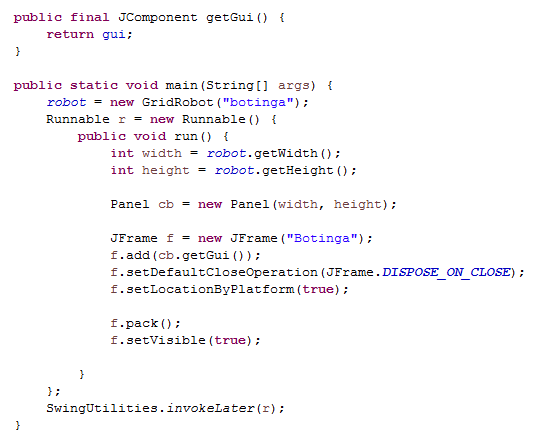 public final JComponent getGui() {
    return gui;
}

public static void main(String[] args) {
    robot = new GridRobot("botinga");
    Runnable r = new Runnable() {
        public void run() {
            int width = robot.getWidth();
            int height = robot.getHeight();

            Panel cb = new Panel(width, height);

            JFrame f = new JFrame("Botinga");
            f.add(cb.getGui());
            f.setDefaultCloseOperation(JFrame.DISPOSE_ON_CLOSE);
            f.setLocationByPlatform(true);

            f.pack();
            f.setVisible(true);

        }
    };
    SwingUtilities.invokeLater(r);
}